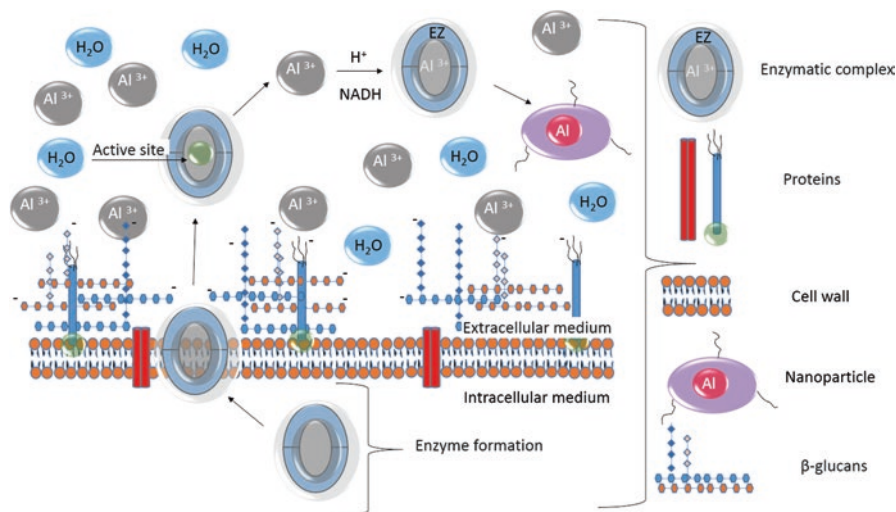 H2O
H2O
Al 3+
Al 3+
Al 3+
H+
NADH
EZ
Al 3+
Al 3+
EZ
Al 3+
Enzymatic complex
Al 3+
Al
H2O
Active site
Al 3+
H2O
Proteins
Al 3+
Al 3+
Al 3+
H2O
H2O
Extracellular medium
Cell wall
Intracellular medium
Al
Nanoparticle
Enzyme formation
β-glucans